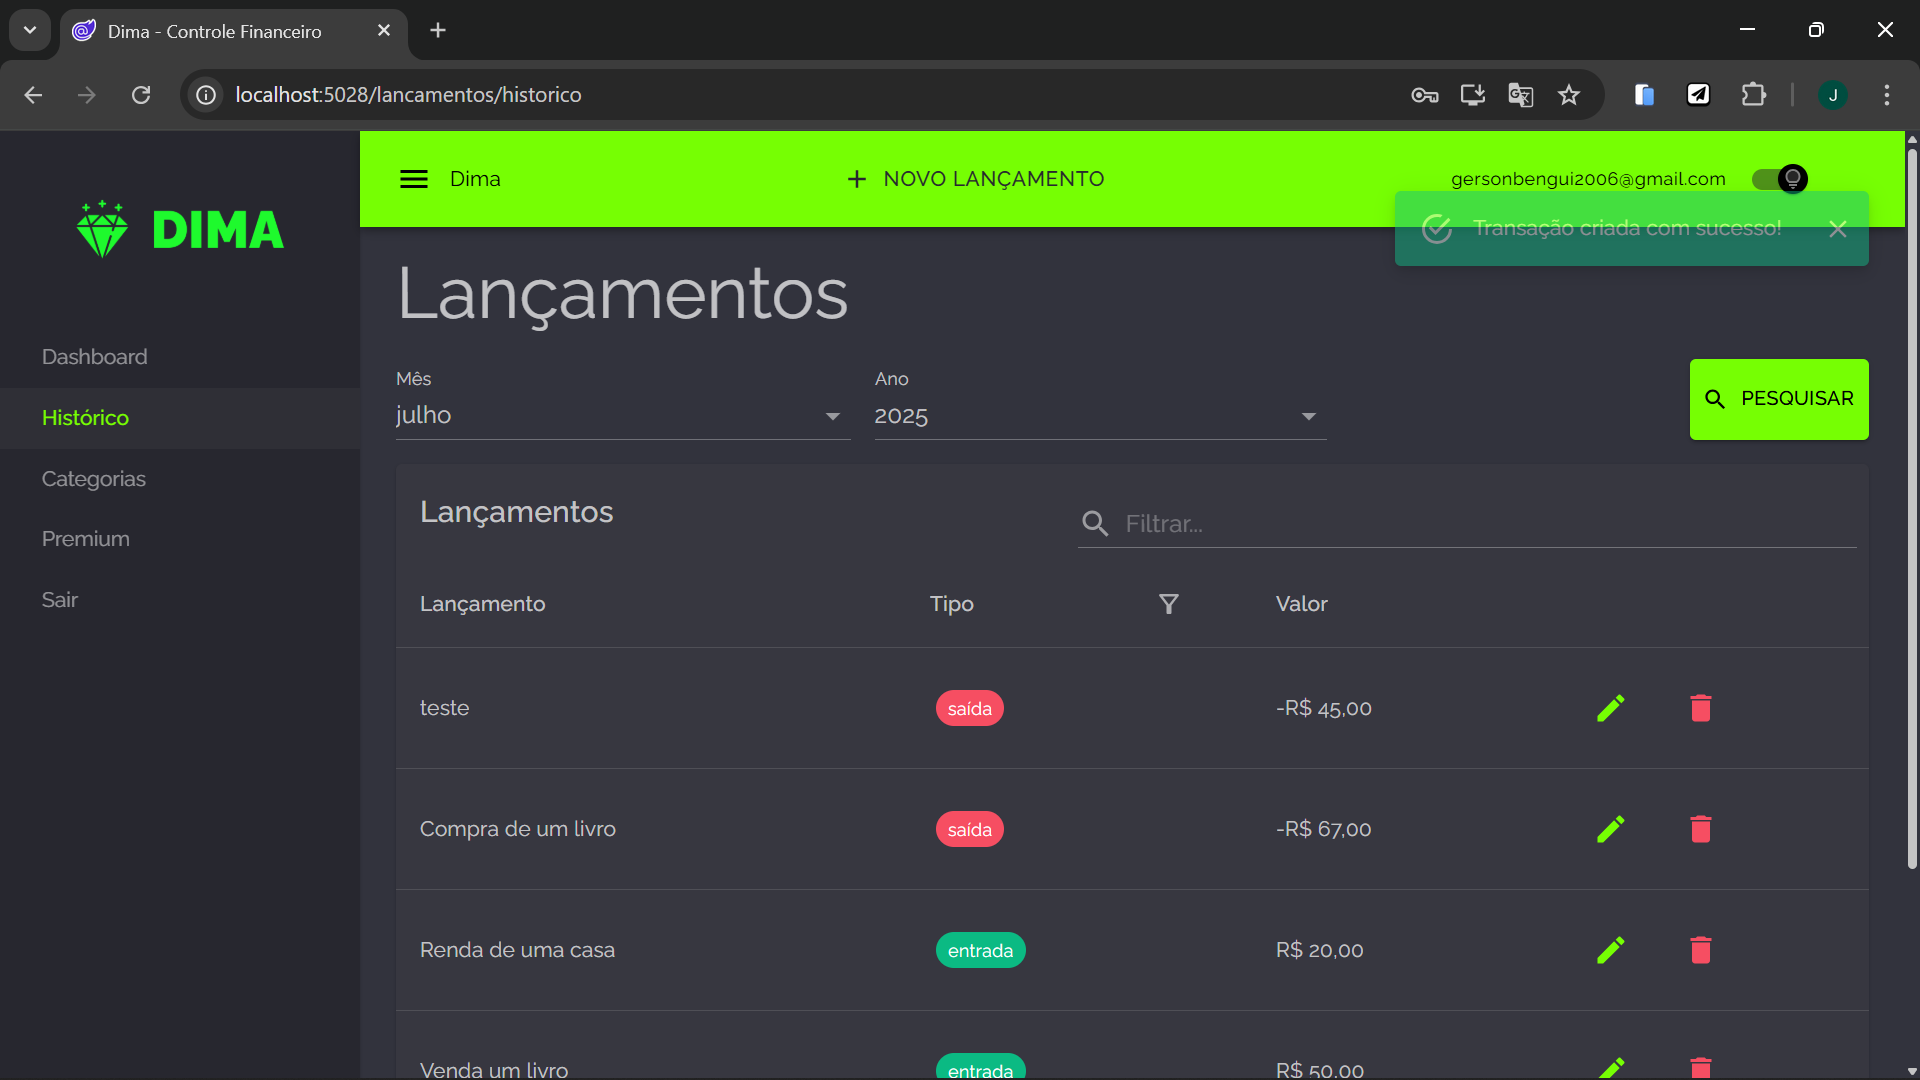 Dima - Controle Financeiro
localhost:5028/lancamentos/historico
J
DIMA
Dashboard
Histórico
Categorias
Premium
Sair
Dima
NOVO LANÇAMENTO
gersonbengui2006@gmail.com
Transação criada com sucesso!
Lançamentos
Mês
julho
Ano
2025
PESQUISAR
Lançamentos
Filtrar...
Lançamento Tipo Valor
teste saída -R$ 45,00
Compra de um livro saída -R$ 67,00
Renda de uma casa entrada R$ 20,00
Venda um livro entrada R$ 50,00